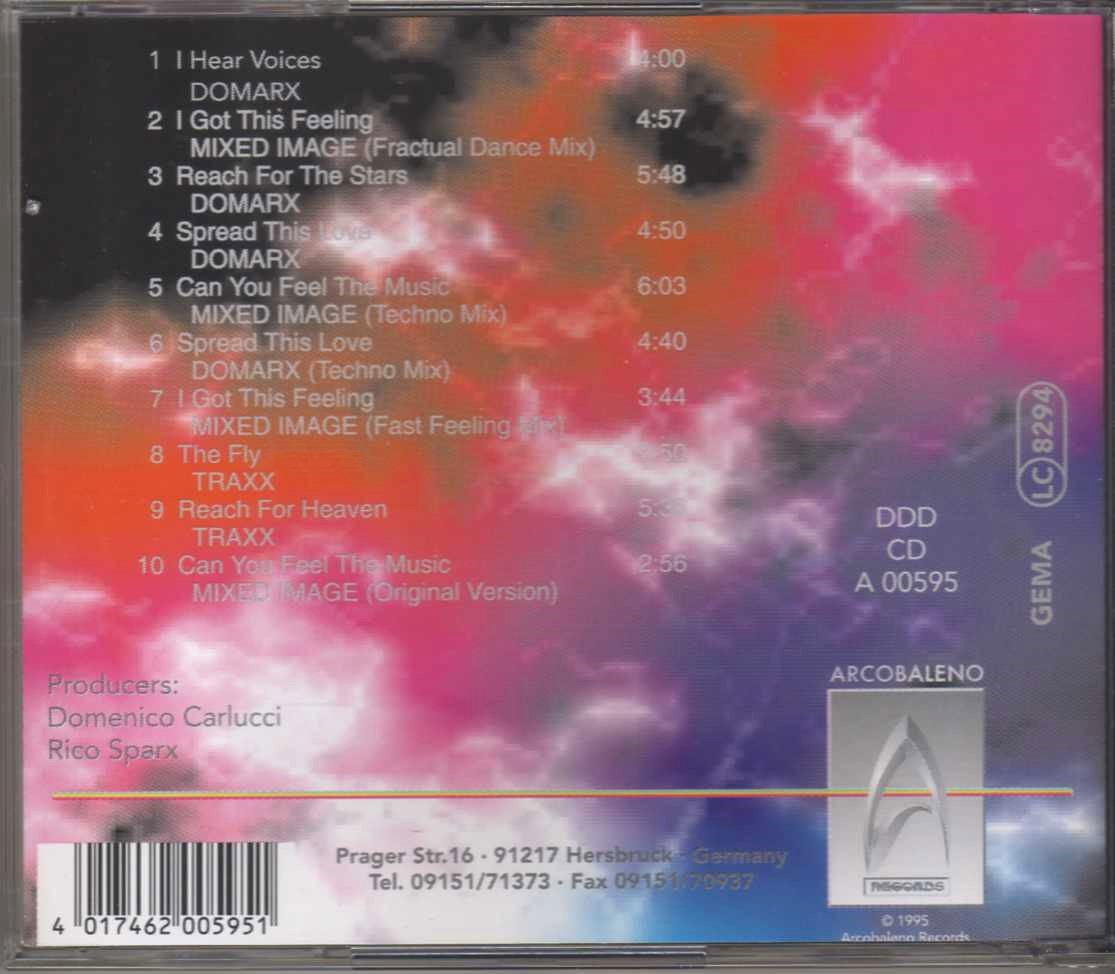 1 I Hear Voices 4:00
DOMARX
2 I Got This Feeling 4:57
MIXED IMAGE (Fractual Dance Mix)
3 Reach For The Stars 5:48
DOMARX
4 Spread This Love 4:50
DOMARX
5 Can You Feel The Music 6:03
MIXED IMAGE (Techno Mix)
6 Spread This Love 4:40
DOMARX (Techno Mix)
7 I Got This Feeling 3:44
MIXED IMAGE (Fast Feeling Mix)
8 The Fly
TRAXX
9 Reach For Heaven
TRAXX
10 Can You Feel The Music 2:56
MIXED IMAGE (Original Version)
DDD
CD
A 00595
LC 8294
GEMA
Producers:
Domenico Carlucci
Rico Sparx
ARCOBALENO
RECORDS
© 1995
Arcobaleno Records
Prager Str.16 · 91217 Hersbruck · Germany
Tel. 09151/71373 · Fax 09151/70937
4 017462 005951